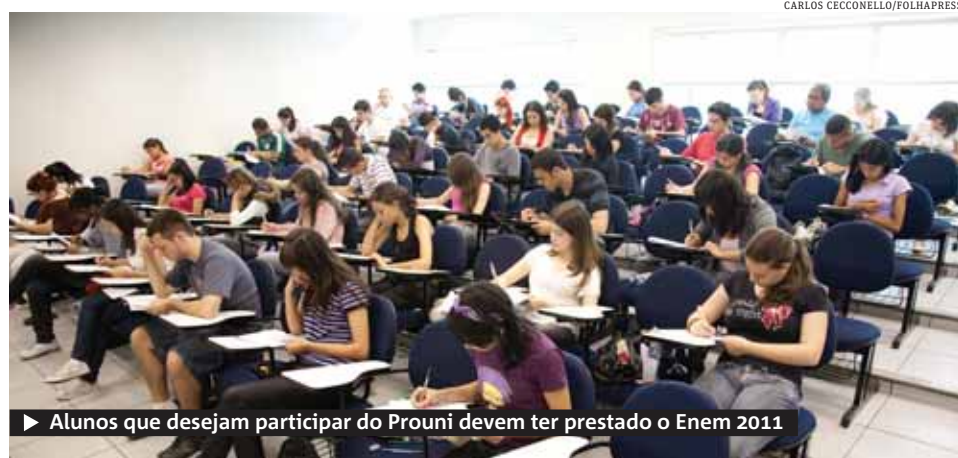 CARLOS CECCONELLO/FOLHAPRESS
▶ Alunos que desejam participar do Prouni devem ter prestado o Enem 2011